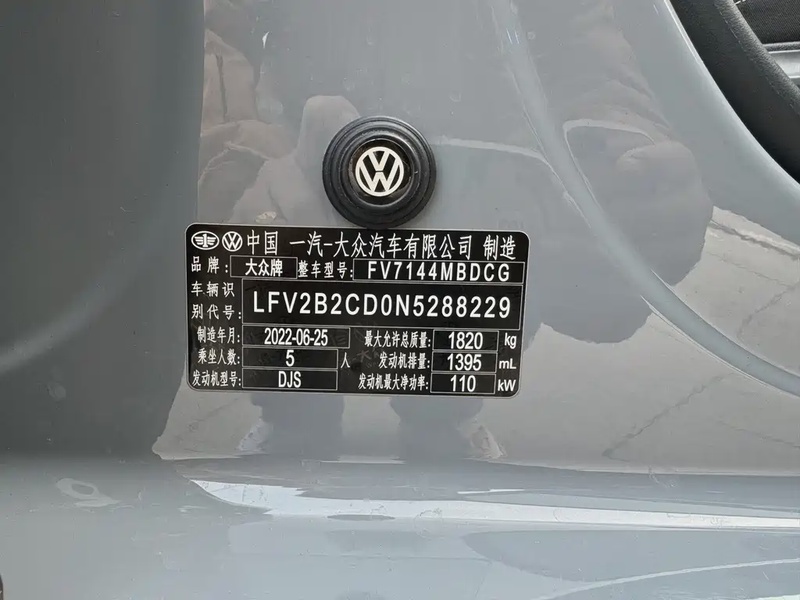 中国 一汽-大众汽车有限公司 制造
品牌: 大众牌 整车型号: FV7144MBDCG
车辆识别代号: LFV2B2CD0N5288229
制造年月: 2022-06-25 最大允许总质量: 1820 kg
乘坐人数: 5 人 发动机排量: 1395 mL
发动机型号: DJS 发动机最大净功率: 110 kW